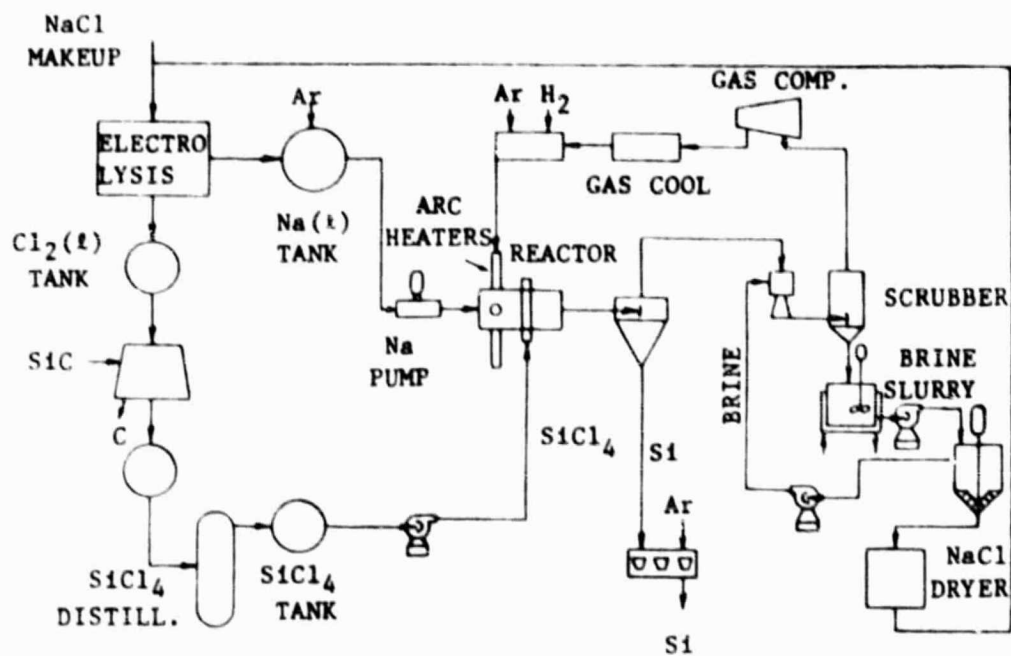 NaCl
MAKEUP
ELECTRO
LYSIS
Ar
Na(ℓ)
TANK
Cl2(ℓ)
TANK
SiC
C
SiCl4
DISTILL.
SiCl4
TANK
Na
PUMP
ARC
HEATERS
REACTOR
Ar H2
GAS COOL
GAS COMP.
SiCl4
Si
Ar
Si
BRINE
SCRUBBER
BRINE
SLURRY
NaCl
DRYER